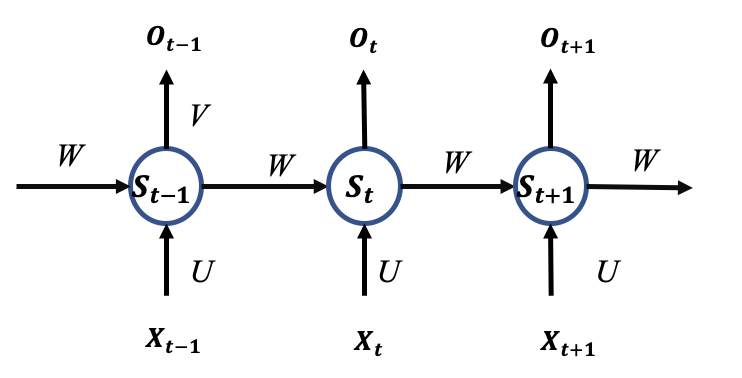 o_{t-1} o_t o_{t+1}
V
W W W W
S_{t-1} S_t S_{t+1}
U U U
X_{t-1} X_t X_{t+1}